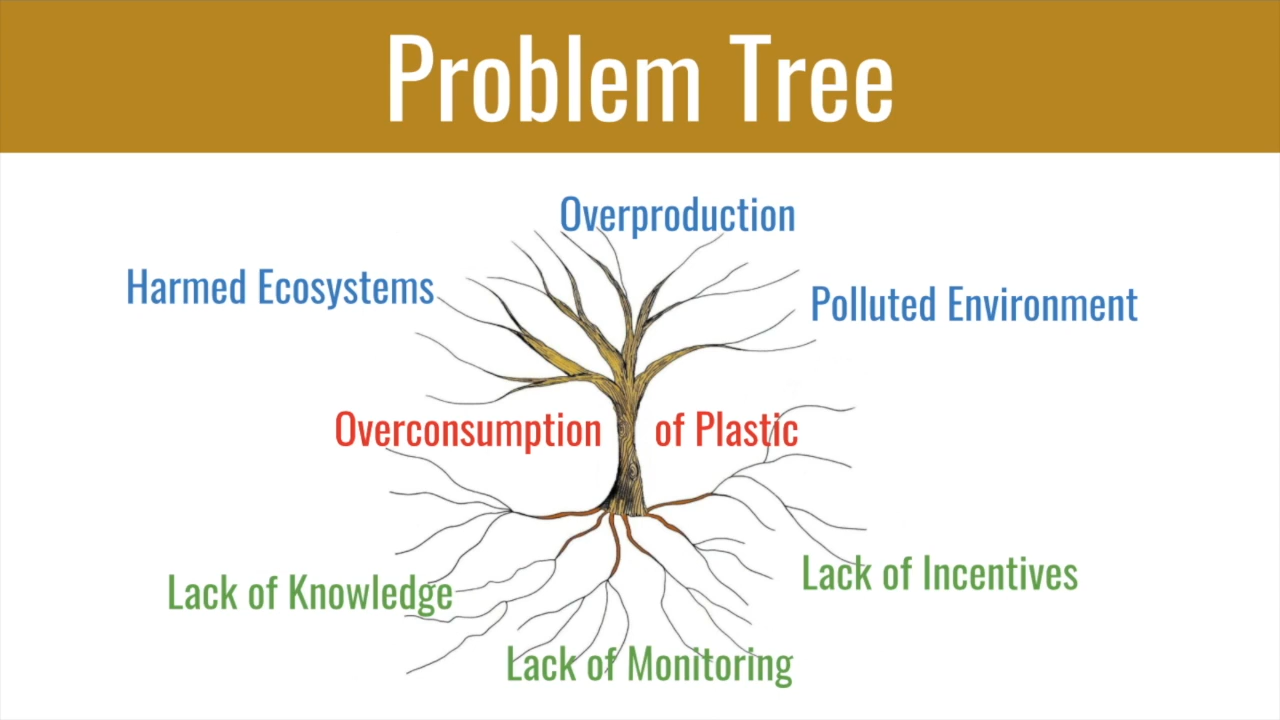 Problem Tree
Overproduction
Harmed Ecosystems
Polluted Environment
Overconsumption of Plastic
Lack of Incentives
Lack of Knowledge
Lack of Monitoring